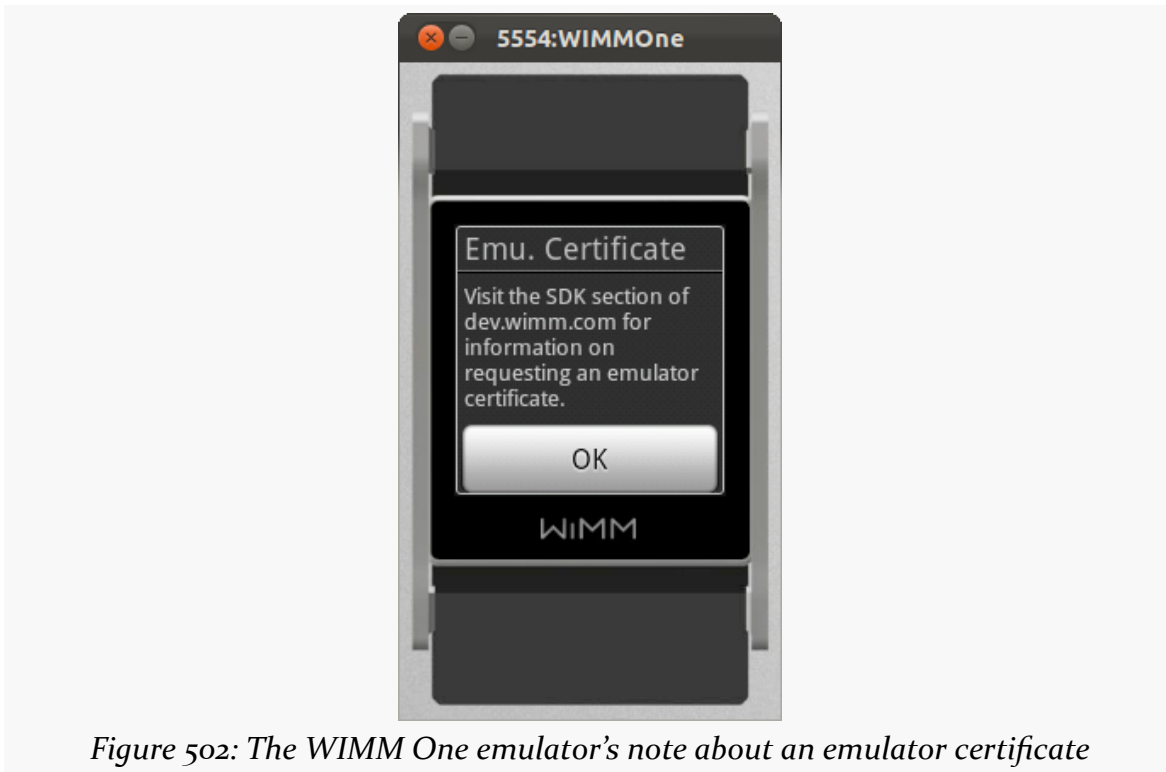 5554:WIMMOne
Emu. Certificate
Visit the SDK section of
dev.wimm.com for
information on
requesting an emulator
certificate.
OK
WiMM
Figure 502: The WIMM One emulator’s note about an emulator certificate